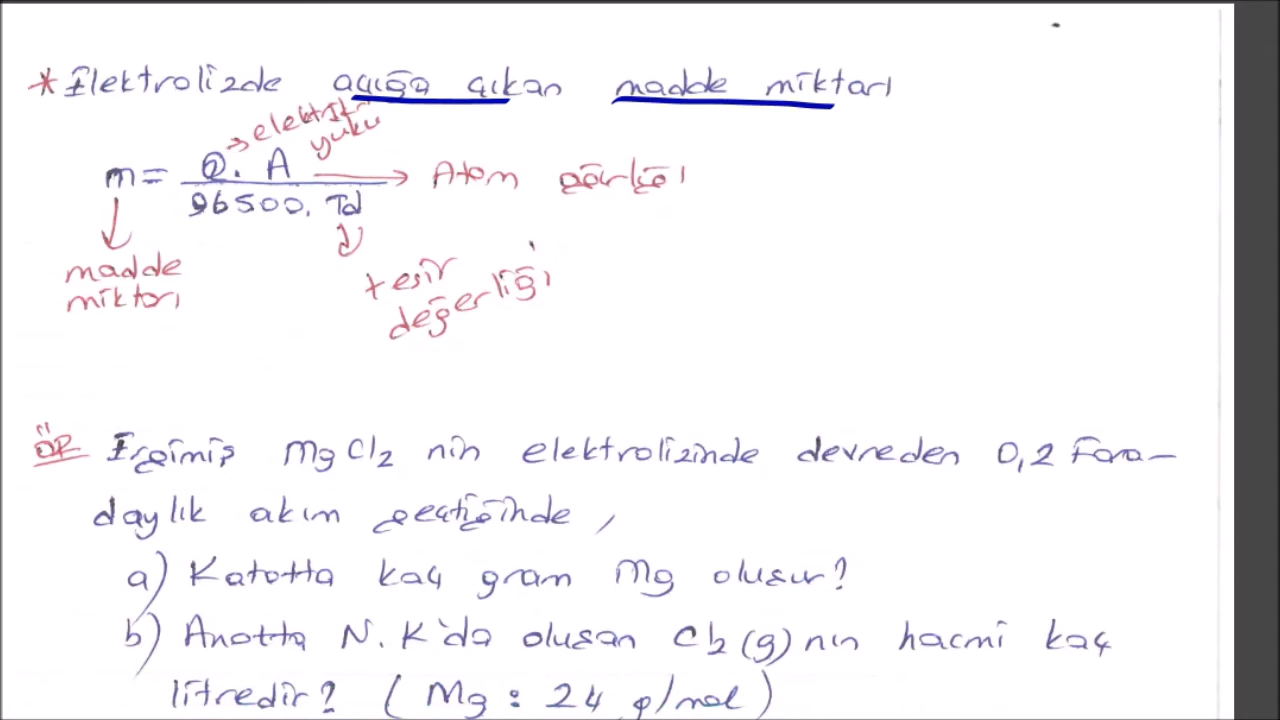 * Elektrolizde açığa çıkan madde miktarı
→ elektrik yükü
m = Q. A → Atom ağırlığı
96500. Td
madde miktarı
tesir değerliği
ÖR Ergimiş MgCl₂ nin elektrolizinde devreden 0,2 Fara-
daylık akım geçtiğinde,
a) Katotta kaç gram Mg oluşur?
b) Anotta N.K'da oluşan Cl₂ (g) nın hacmi kaç
litredir? ( Mg : 24 g/mol )